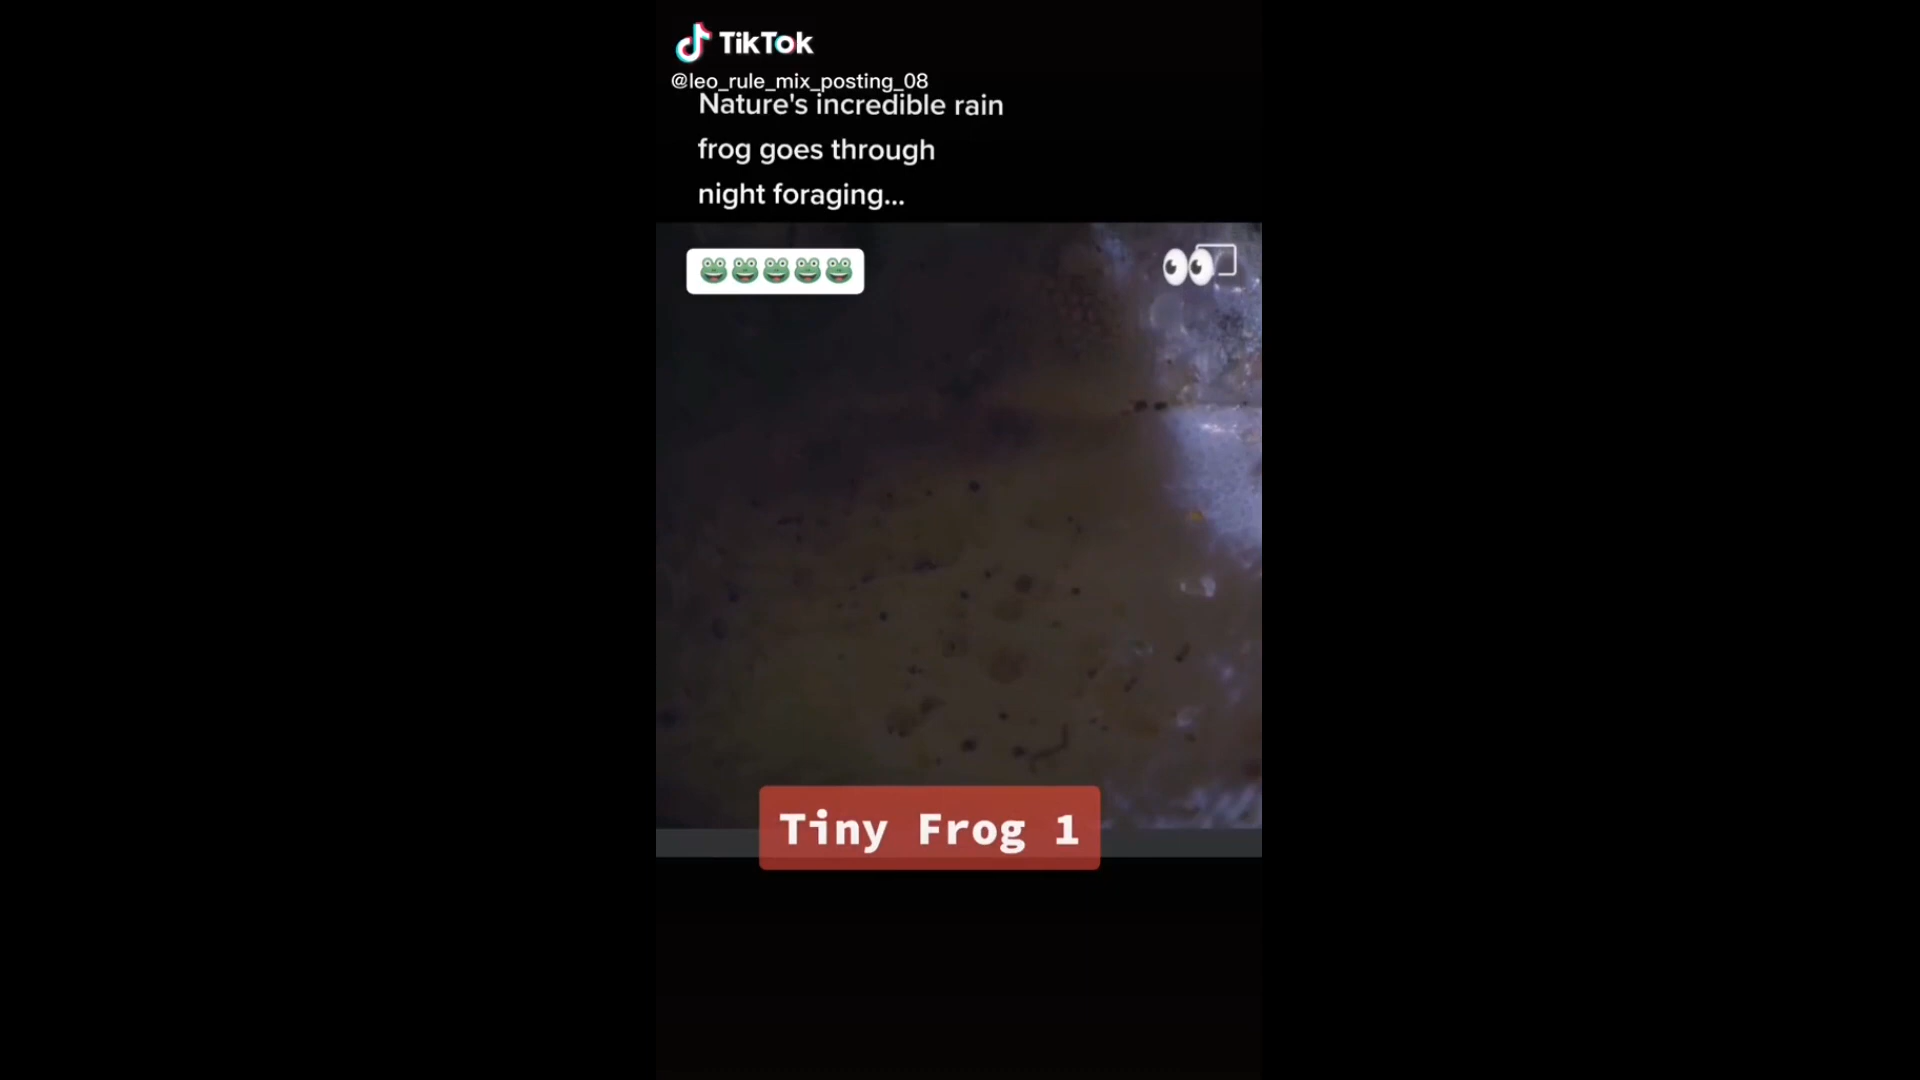 TikTok
@leo_rule_mix_posting_08
Nature's incredible rain
frog goes through
night foraging...
Tiny Frog 1